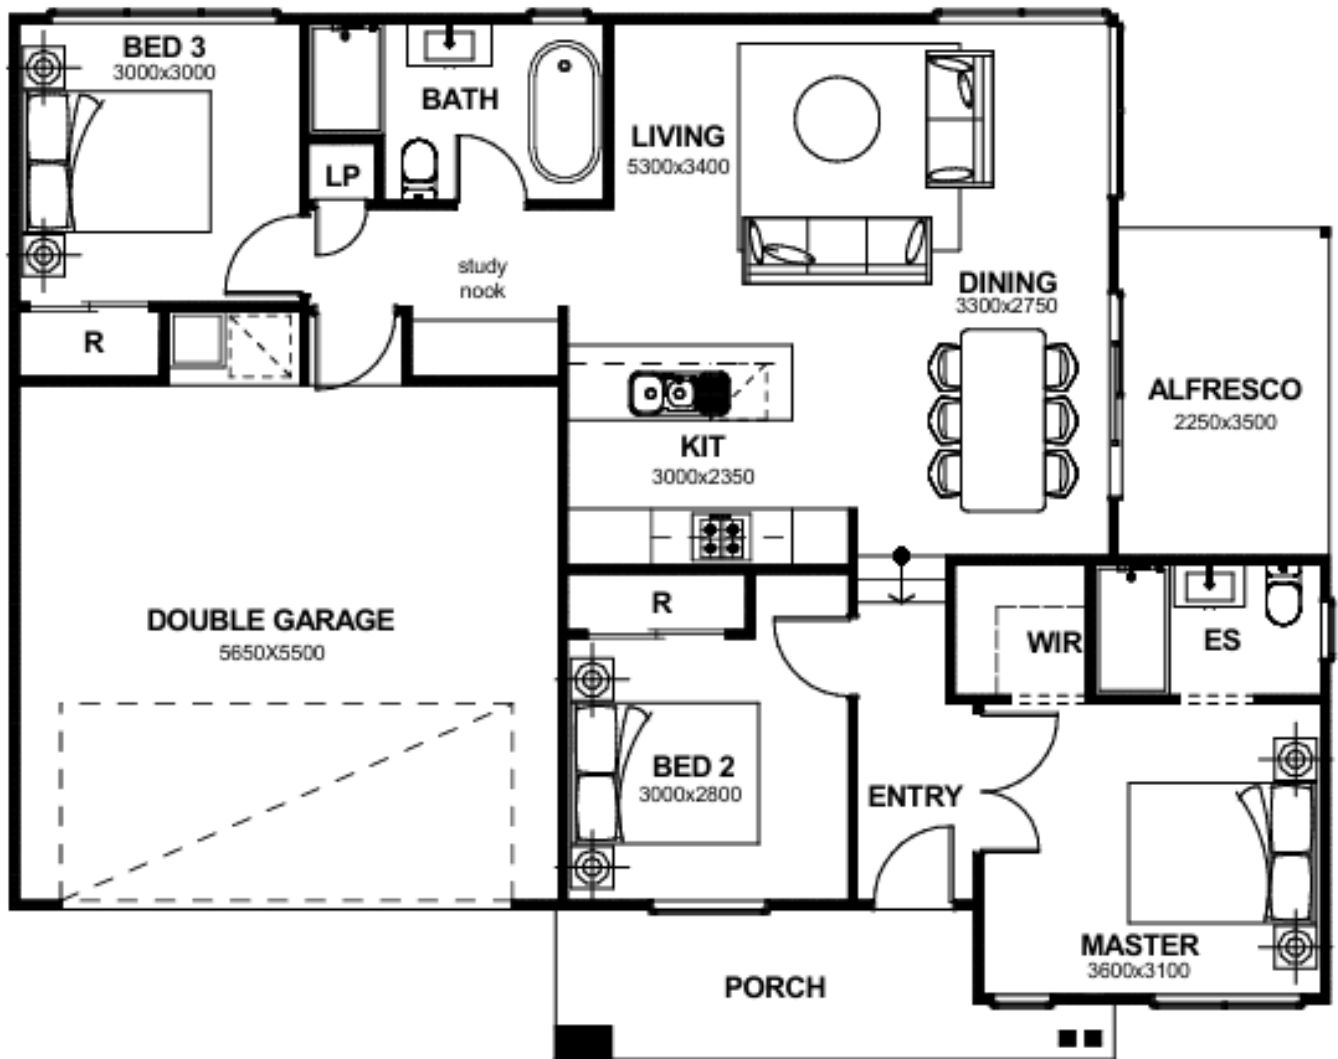 BED 3
3000x3000
BATH
LP
LIVING
5300x3400
study
nook
DINING
3300x2750
R
ALFRESCO
2250x3500
KIT
3000x2350
DOUBLE GARAGE
5650X5500
R
WIR
ES
BED 2
3000x2800
ENTRY
MASTER
3600x3100
PORCH